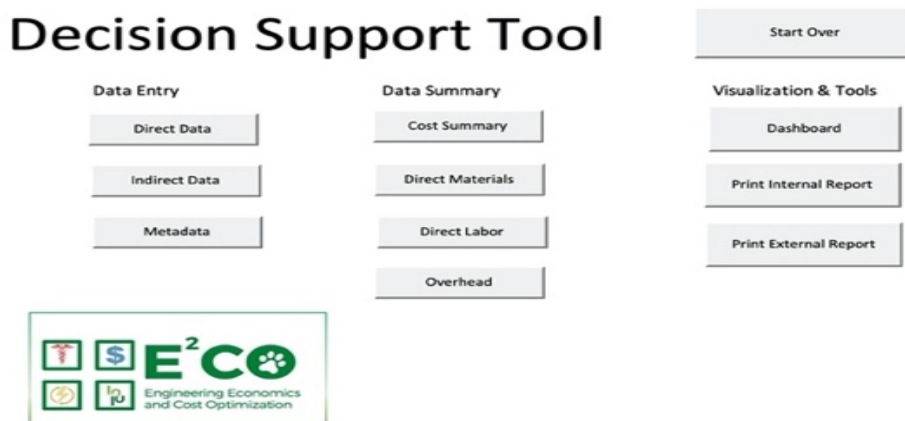 Decision Support Tool
Start Over
Data Entry
Direct Data
Indirect Data
Metadata
Data Summary
Cost Summary
Direct Materials
Direct Labor
Overhead
Visualization & Tools
Dashboard
Print Internal Report
Print External Report
$ E²CO
Engineering Economics
and Cost Optimization